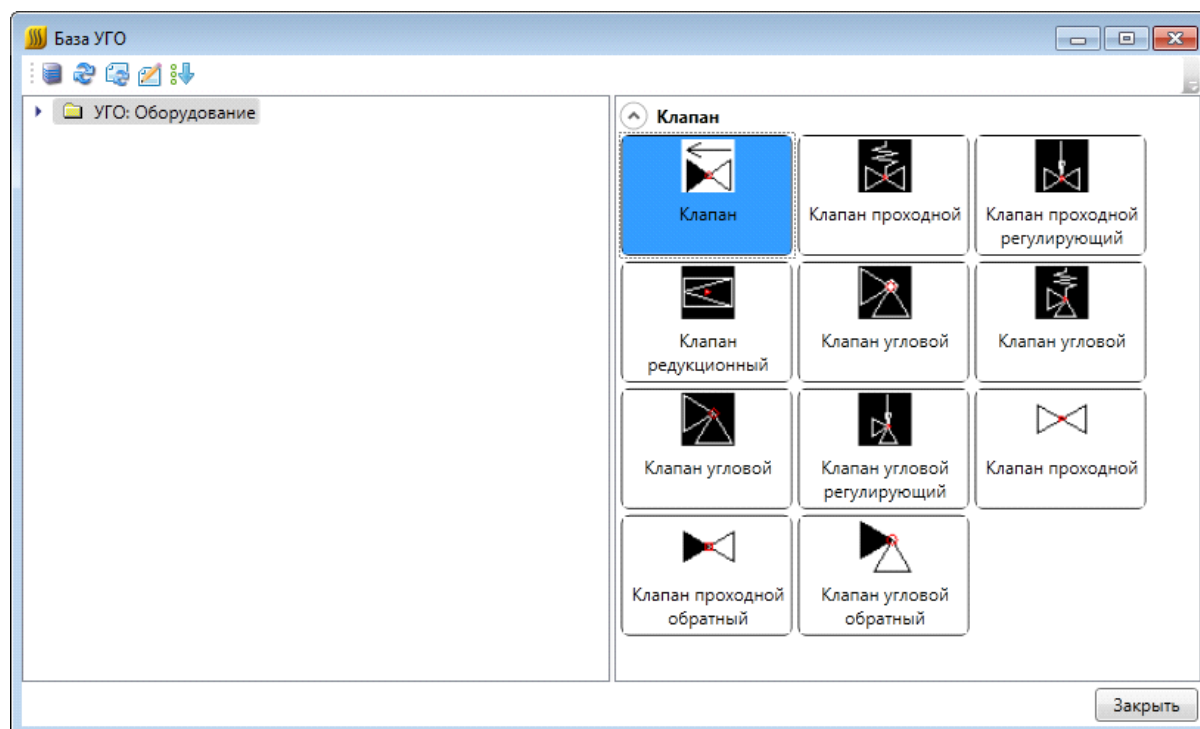 База УГО
УГО: Оборудование
Клапан
Клапан
Клапан проходной
Клапан проходной
регулирующий
Клапан
редукционный
Клапан угловой
Клапан угловой
Клапан угловой
Клапан угловой
регулирующий
Клапан проходной
Клапан проходной
обратный
Клапан угловой
обратный
Закрыть